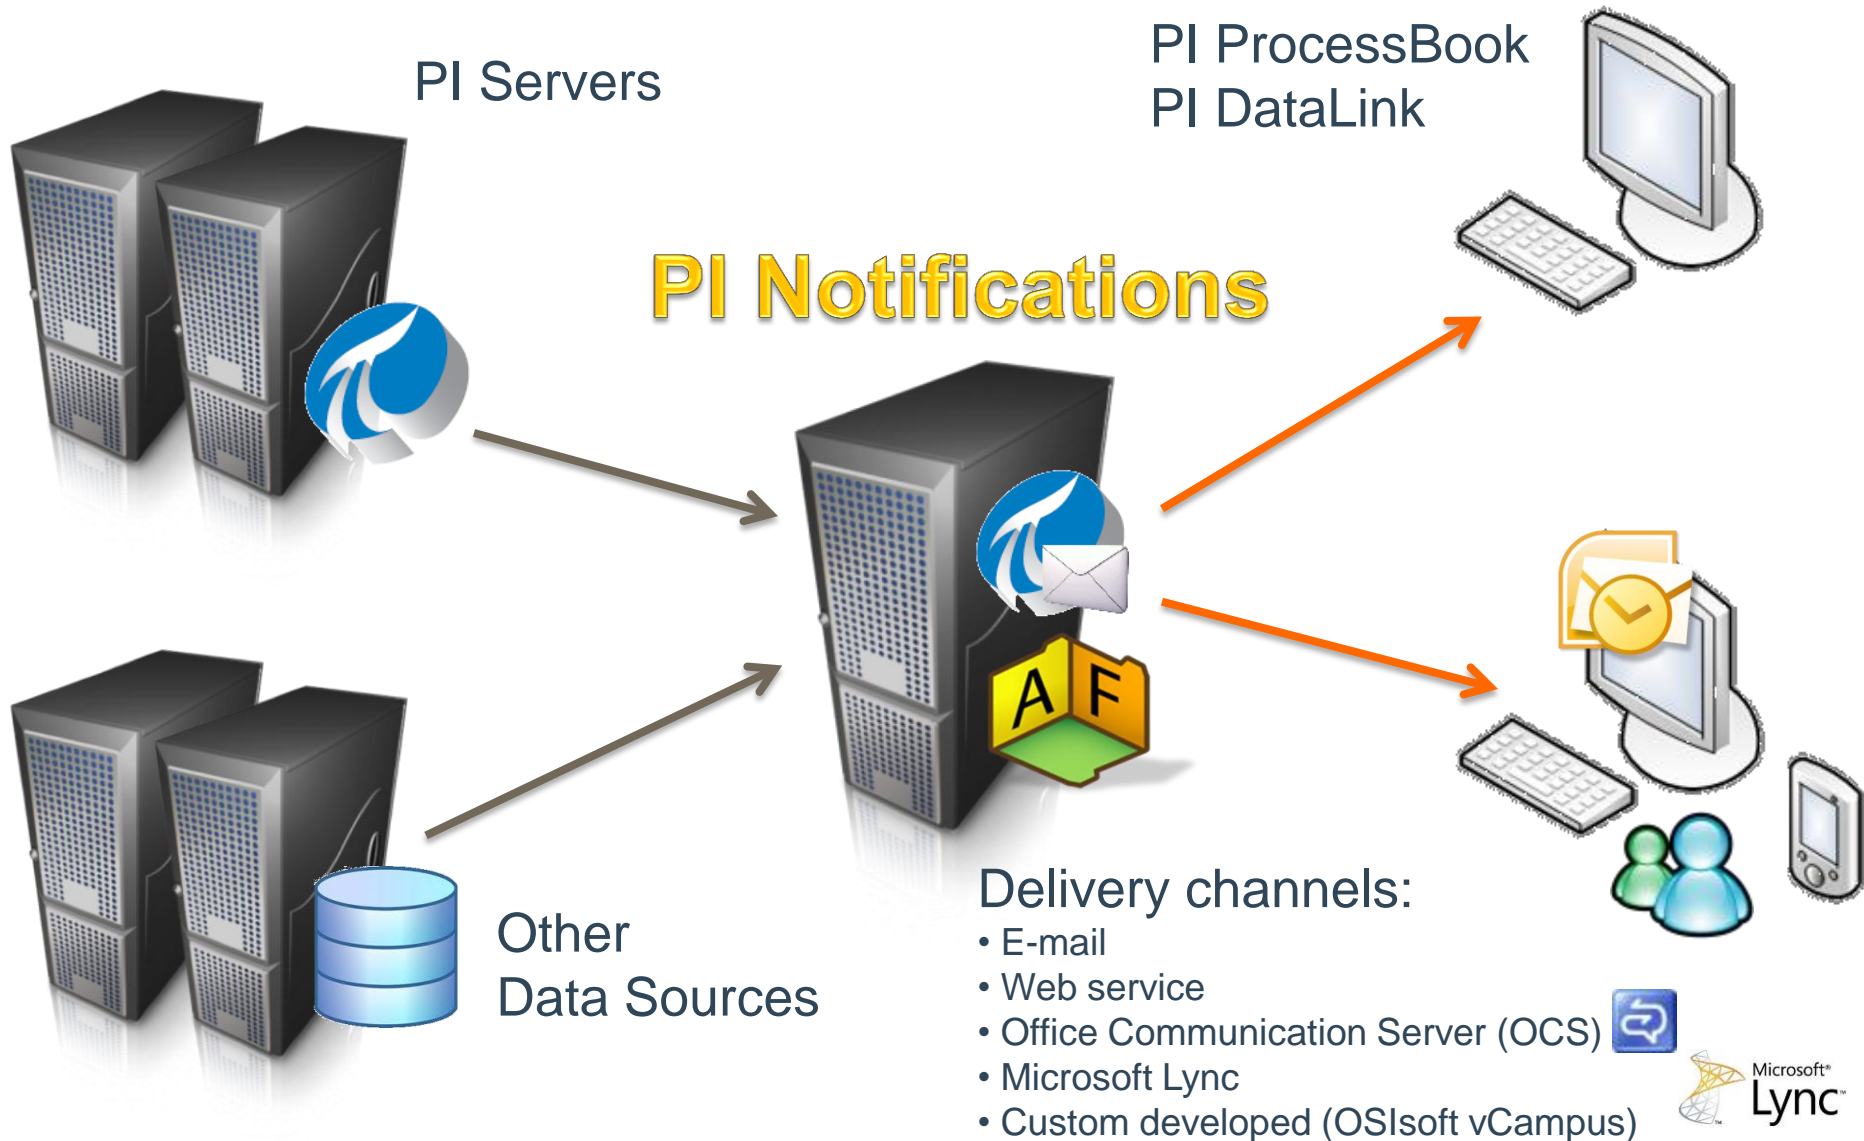 PI Servers
PI ProcessBook
PI DataLink
PI Notifications
A F
Other
Data Sources
Delivery channels:
• E-mail
• Web service
• Office Communication Server (OCS)
• Microsoft Lync
• Custom developed (OSIsoft vCampus)
Microsoft®
Lync™